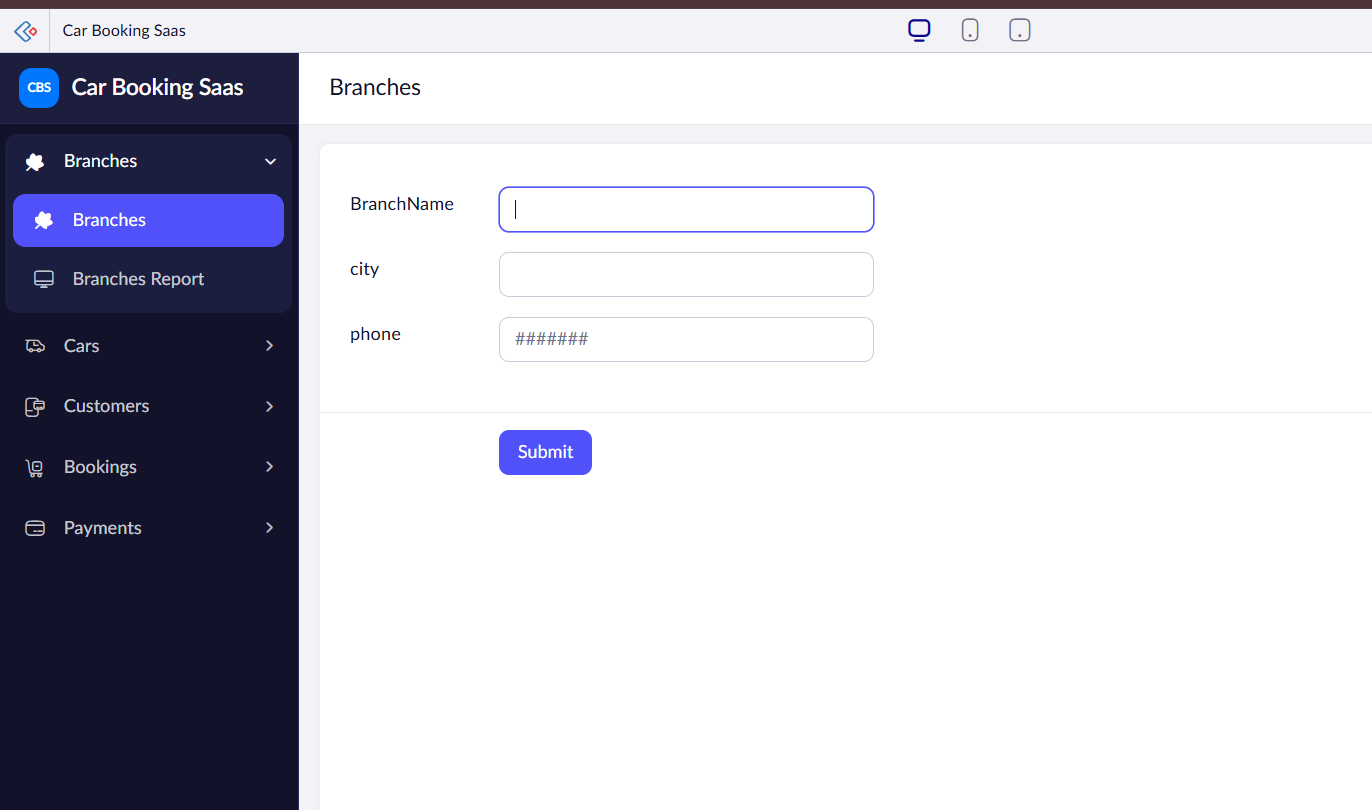 Car Booking Saas
CBS Car Booking Saas
Branches
Branches
Branches
Branches Report
Cars
Customers
Bookings
Payments
BranchName
city
phone #######
Submit